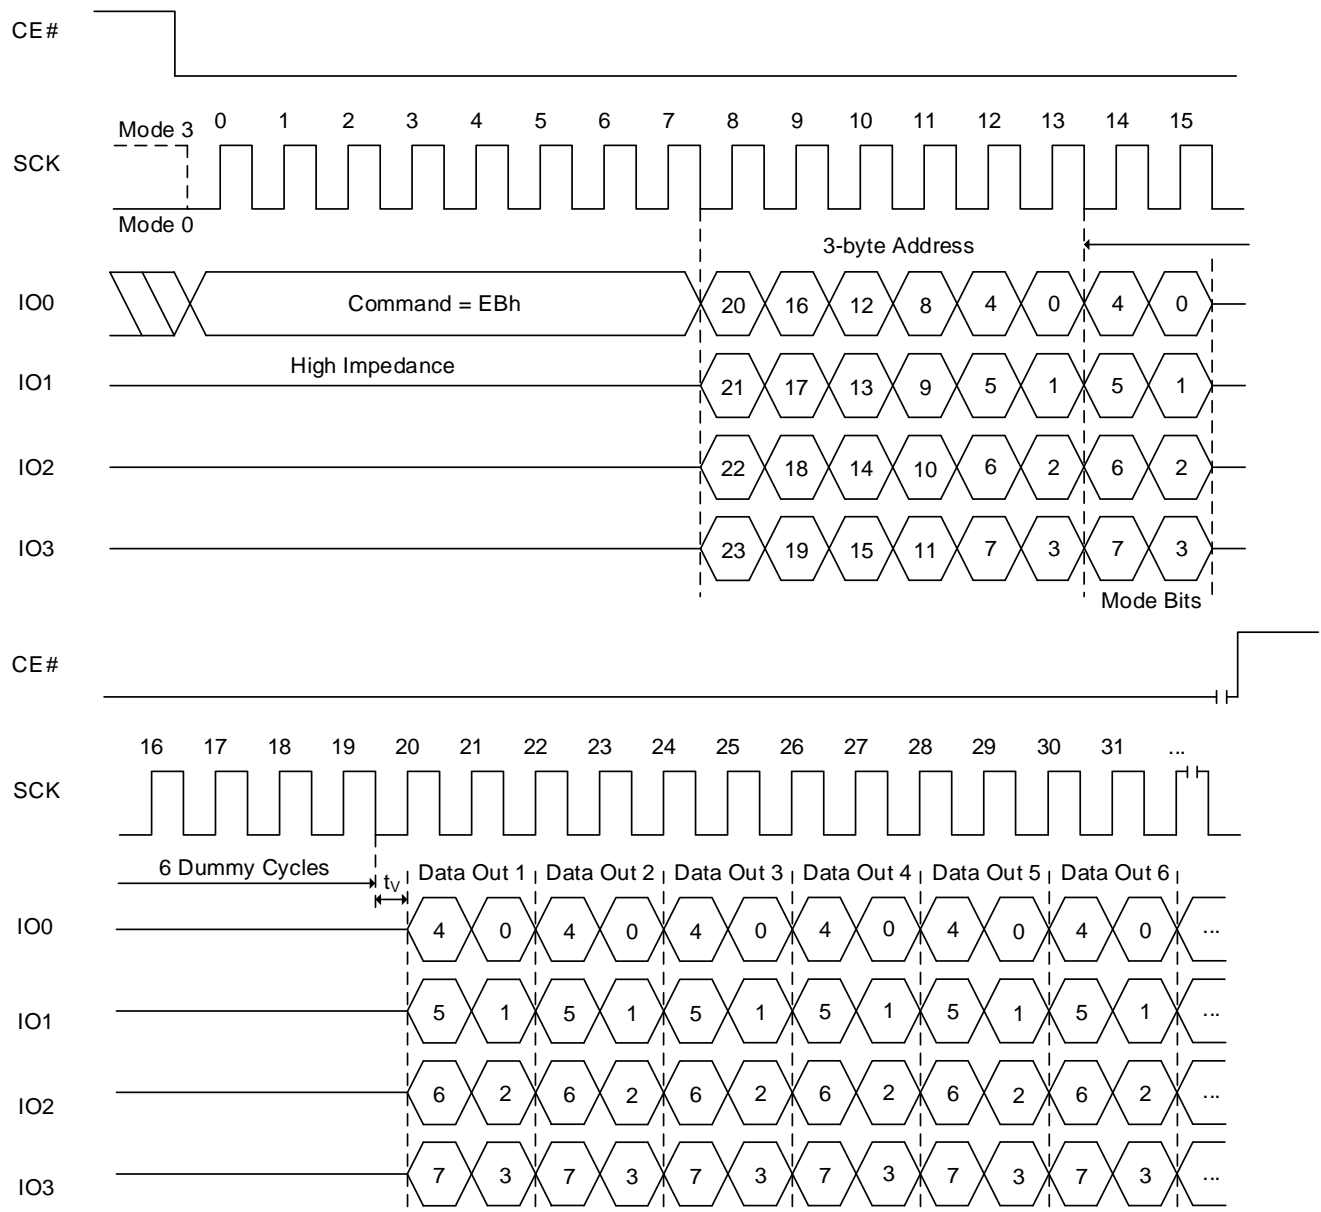 CE#
Mode 3 0 1 2 3 4 5 6 7 8 9 10 11 12 13 14 15
SCK
Mode 0
3-byte Address
IO0 Command = EBh 20 16 12 8 4 0 4 0
High Impedance
IO1 21 17 13 9 5 1 5 1
IO2 22 18 14 10 6 2 6 2
IO3 23 19 15 11 7 3 7 3
Mode Bits
CE#
16 17 18 19 20 21 22 23 24 25 26 27 28 29 30 31 ...
SCK
6 Dummy Cycles tV Data Out 1 Data Out 2 Data Out 3 Data Out 4 Data Out 5 Data Out 6
IO0 4 0 4 0 4 0 4 0 4 0 4 0 ...
IO1 5 1 5 1 5 1 5 1 5 1 5 1 ...
IO2 6 2 6 2 6 2 6 2 6 2 6 2 ...
IO3 7 3 7 3 7 3 7 3 7 3 7 3 ...